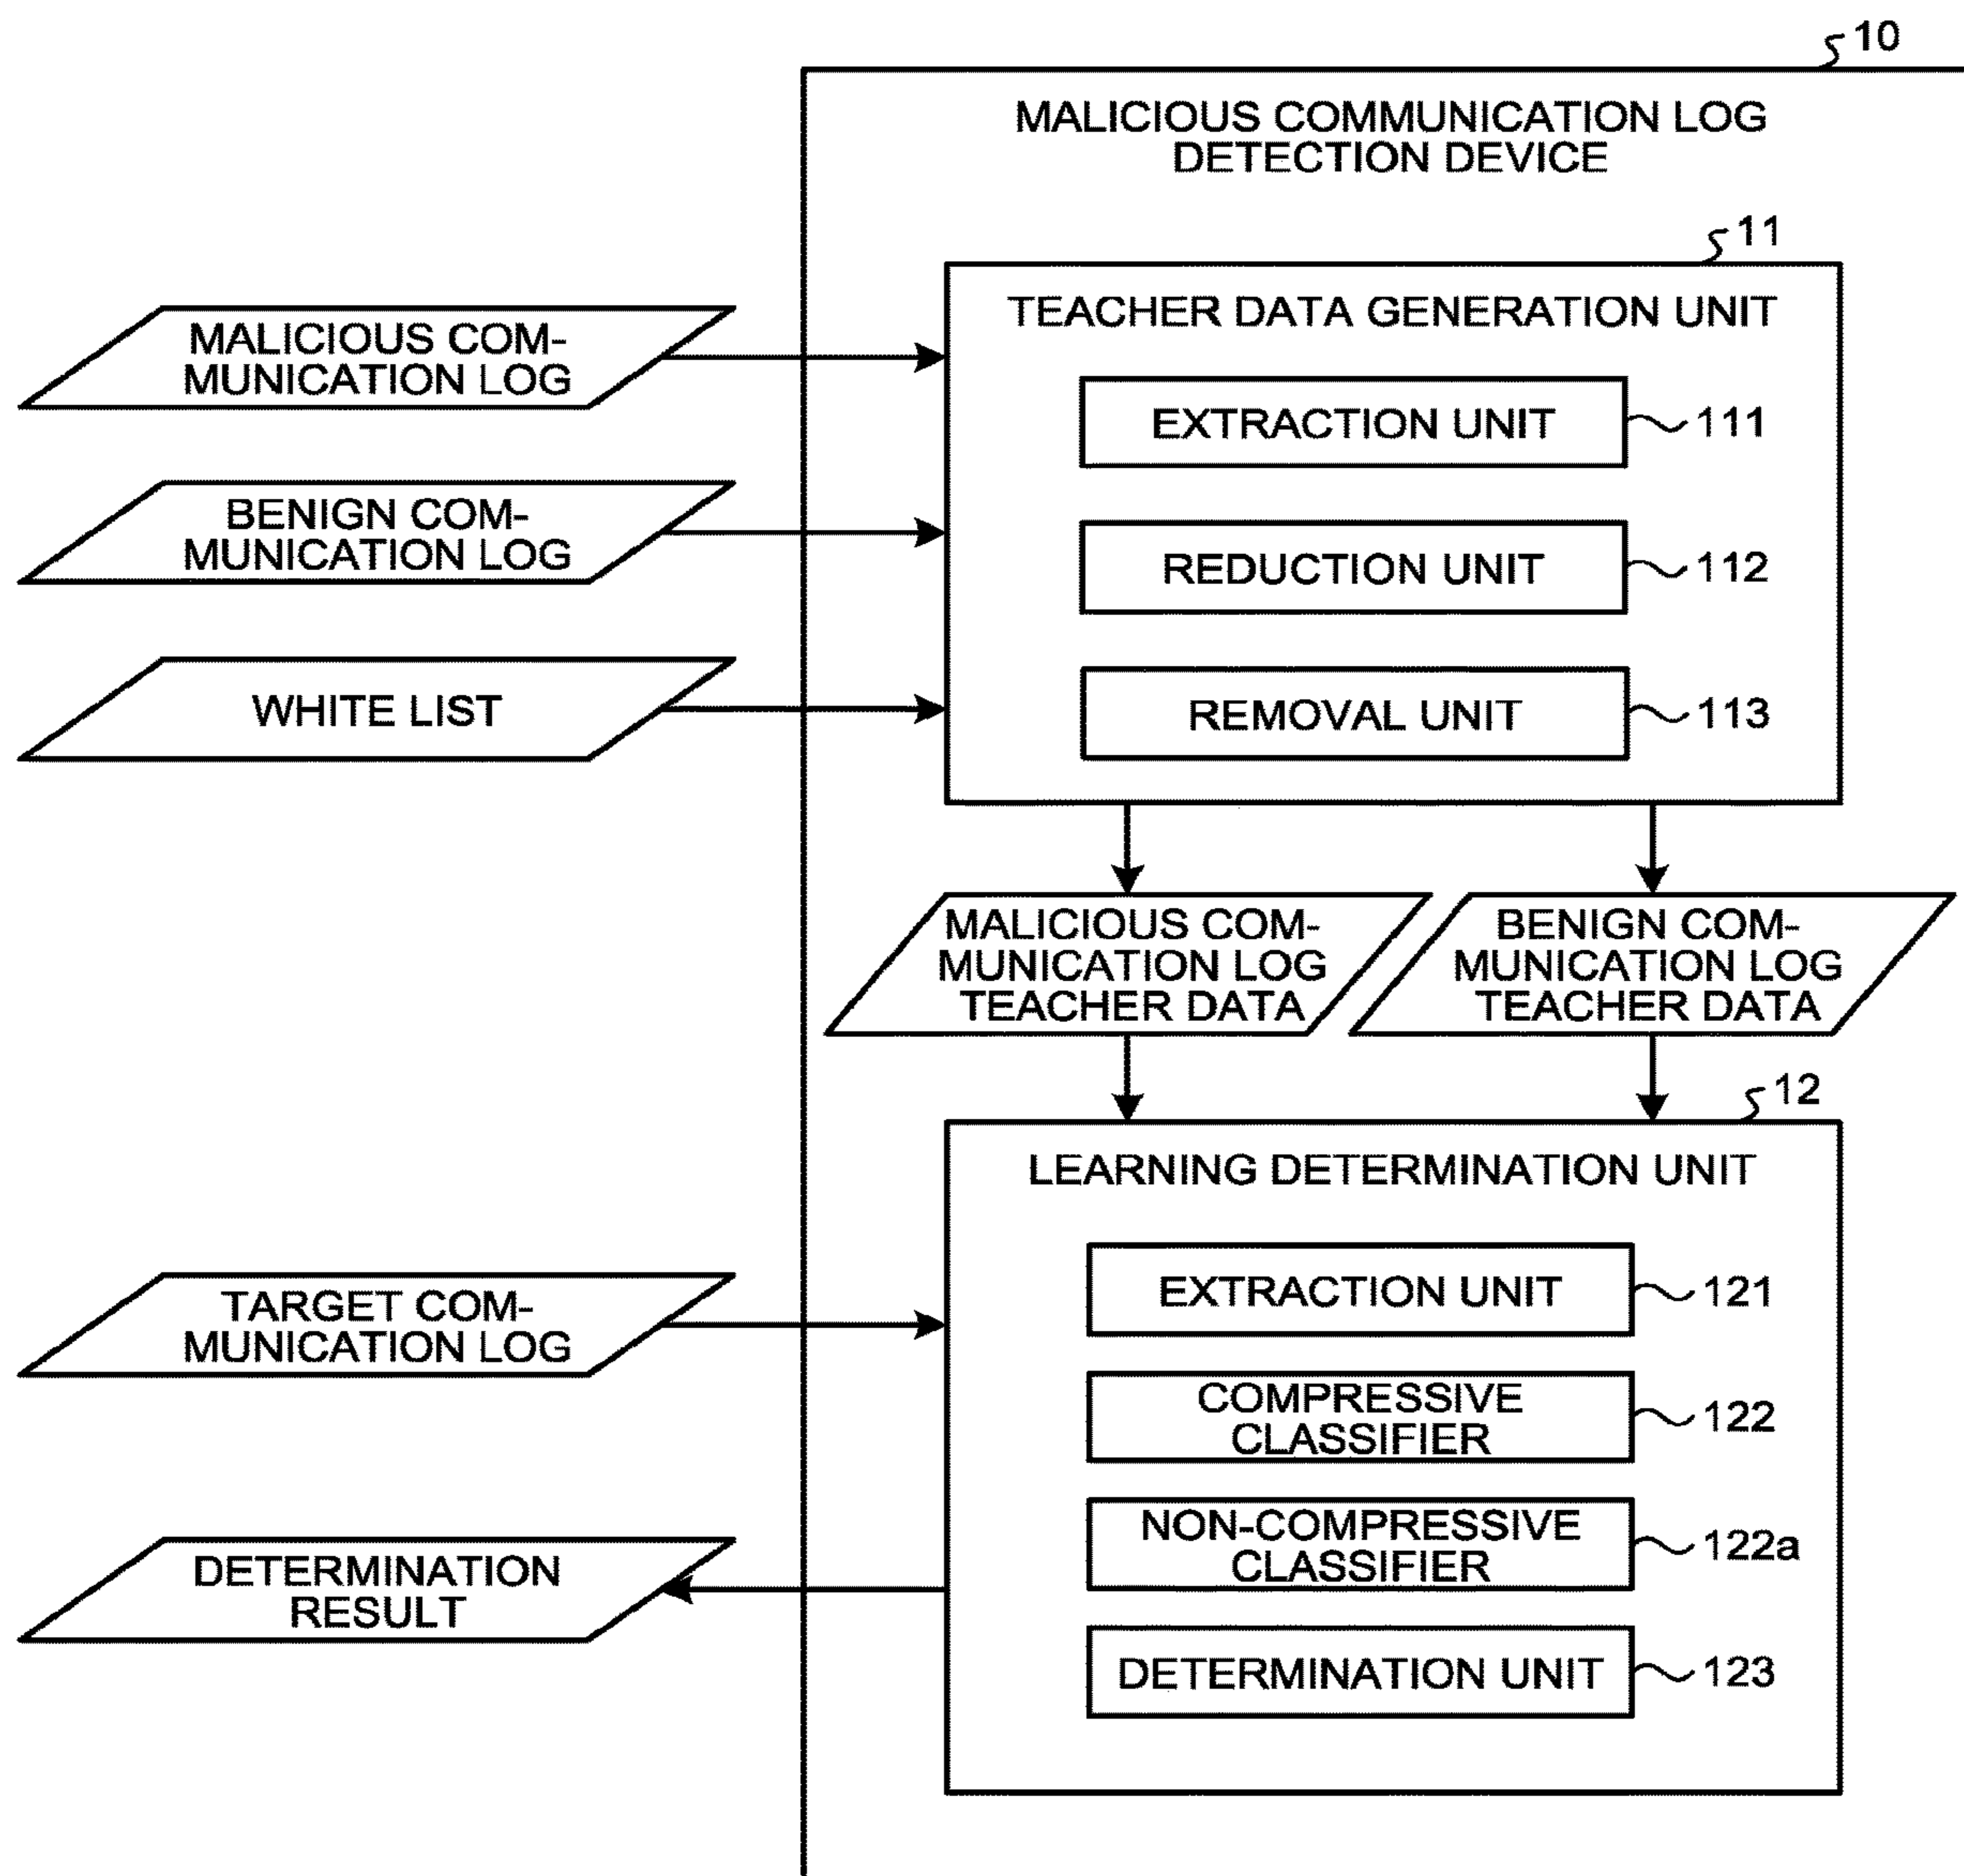 10
MALICIOUS COMMUNICATION LOG
DETECTION DEVICE
11
TEACHER DATA GENERATION UNIT
MALICIOUS COM-
MUNICATION LOG
EXTRACTION UNIT
111
BENIGN COM-
MUNICATION LOG
REDUCTION UNIT
112
WHITE LIST
REMOVAL UNIT
113
MALICIOUS COM-
MUNICATION LOG
TEACHER DATA
BENIGN COM-
MUNICATION LOG
TEACHER DATA
12
LEARNING DETERMINATION UNIT
TARGET COM-
MUNICATION LOG
EXTRACTION UNIT
121
COMPRESSIVE
CLASSIFIER
122
NON-COMPRESSIVE
CLASSIFIER
122a
DETERMINATION
RESULT
DETERMINATION UNIT
123